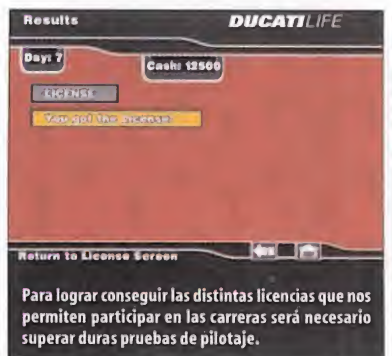 Results DUCATILIFE
Day: 7 Cash: 12500
LICENSE
You got the License
Return to License Screen
Para lograr conseguir las distintas licencias que nos
permiten participar en las carreras será necesario
superar duras pruebas de pilotaje.